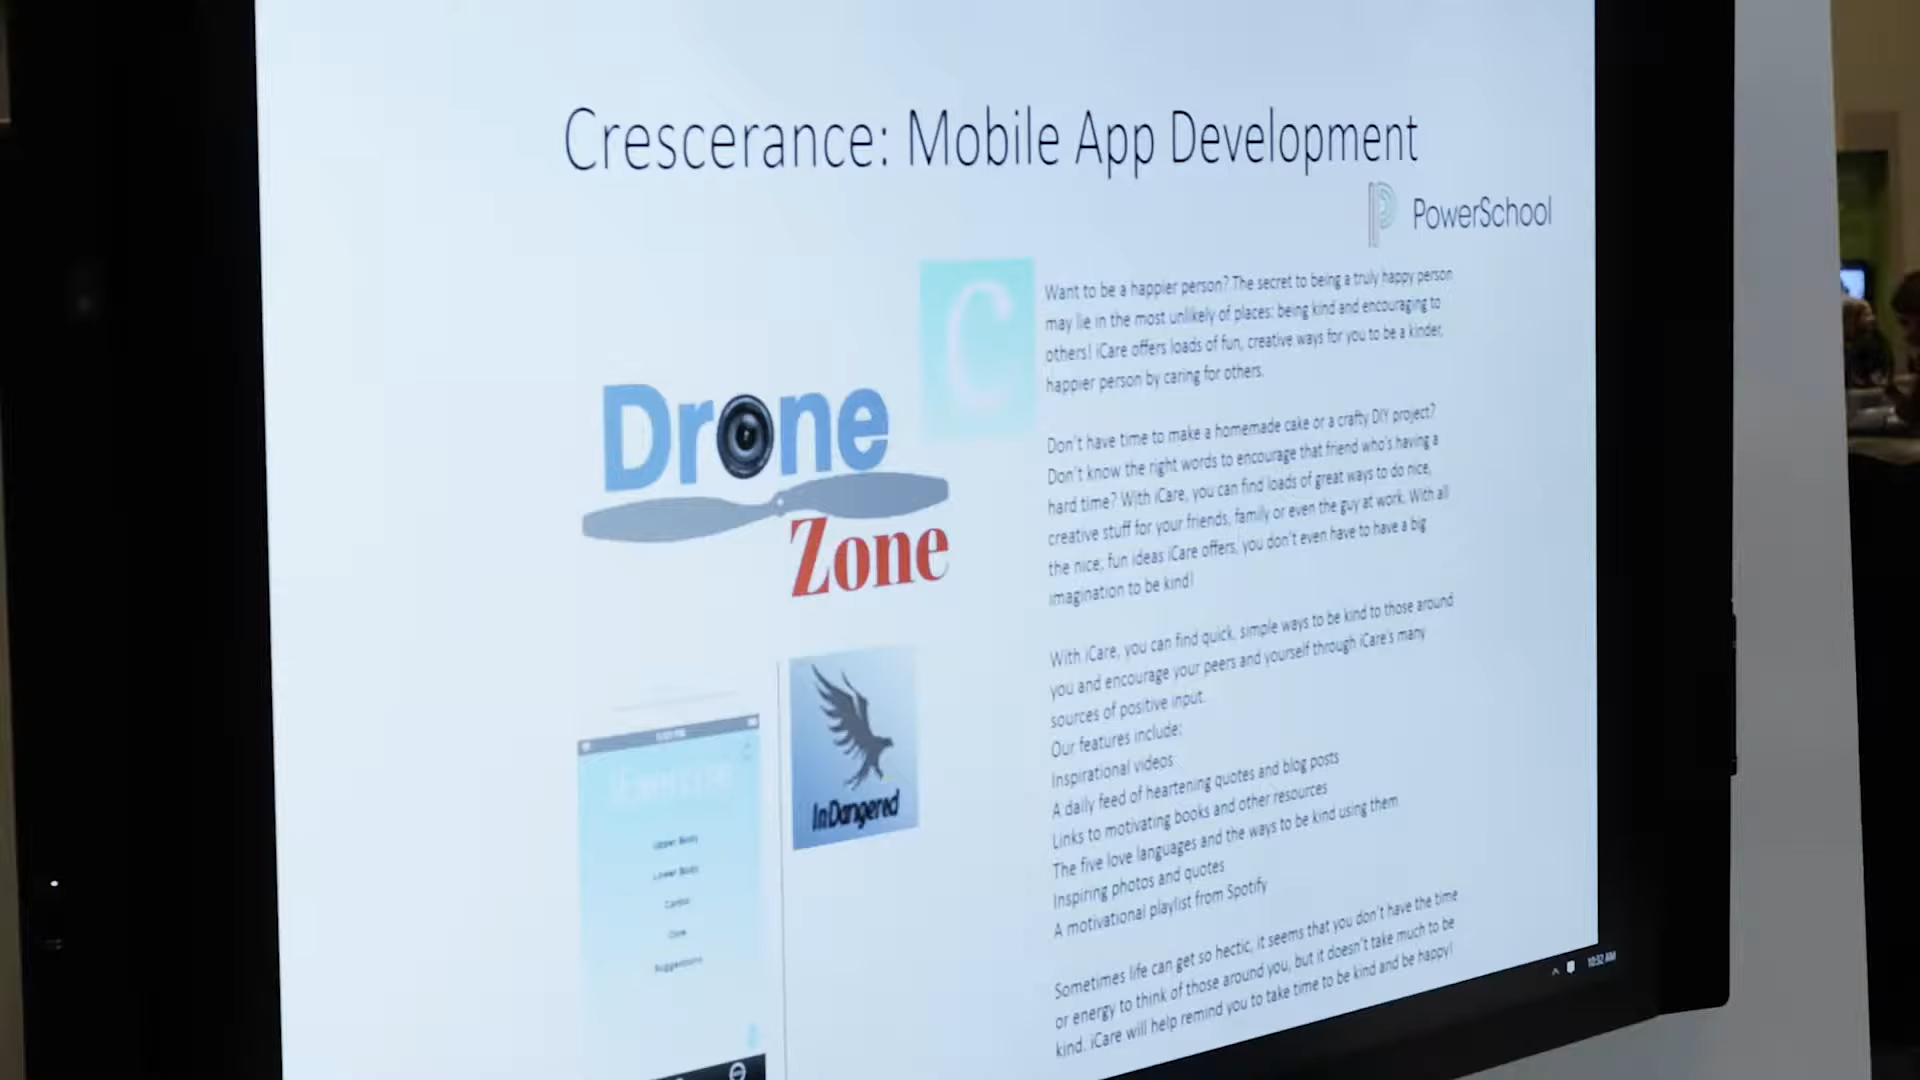 Crescerance: Mobile App Development
PowerSchool
C
Drone
Zone
InDangered
Upper Body
Lower Body
Cardio
Core
Suggestions
Want to be a happier person? The secret to being a truly happy person
may lie in the most unlikely of places: being kind and encouraging to
others! iCare offers loads of fun, creative ways for you to be a kinder,
happier person by caring for others.
Don't have time to make a homemade cake or a crafty DIY project?
Don't know the right words to encourage that friend who's having a
hard time? With iCare, you can find loads of great ways to do nice,
creative stuff for your friends, family or even the guy at work. With all
the nice, fun ideas iCare offers, you don't even have to have a big
imagination to be kind!
With iCare, you can find quick, simple ways to be kind to those around
you and encourage your peers and yourself through iCare's many
sources of positive input.
Our features include:
Inspirational videos
A daily feed of heartening quotes and blog posts
Links to motivating books and other resources
The five love languages and the ways to be kind using them
Inspiring photos and quotes
A motivational playlist from Spotify
Sometimes life can get so hectic, it seems that you don't have the time
or energy to think of those around you, but it doesn't take much to be
kind. iCare will help remind you to take time to be kind and be happy!
10:32 AM